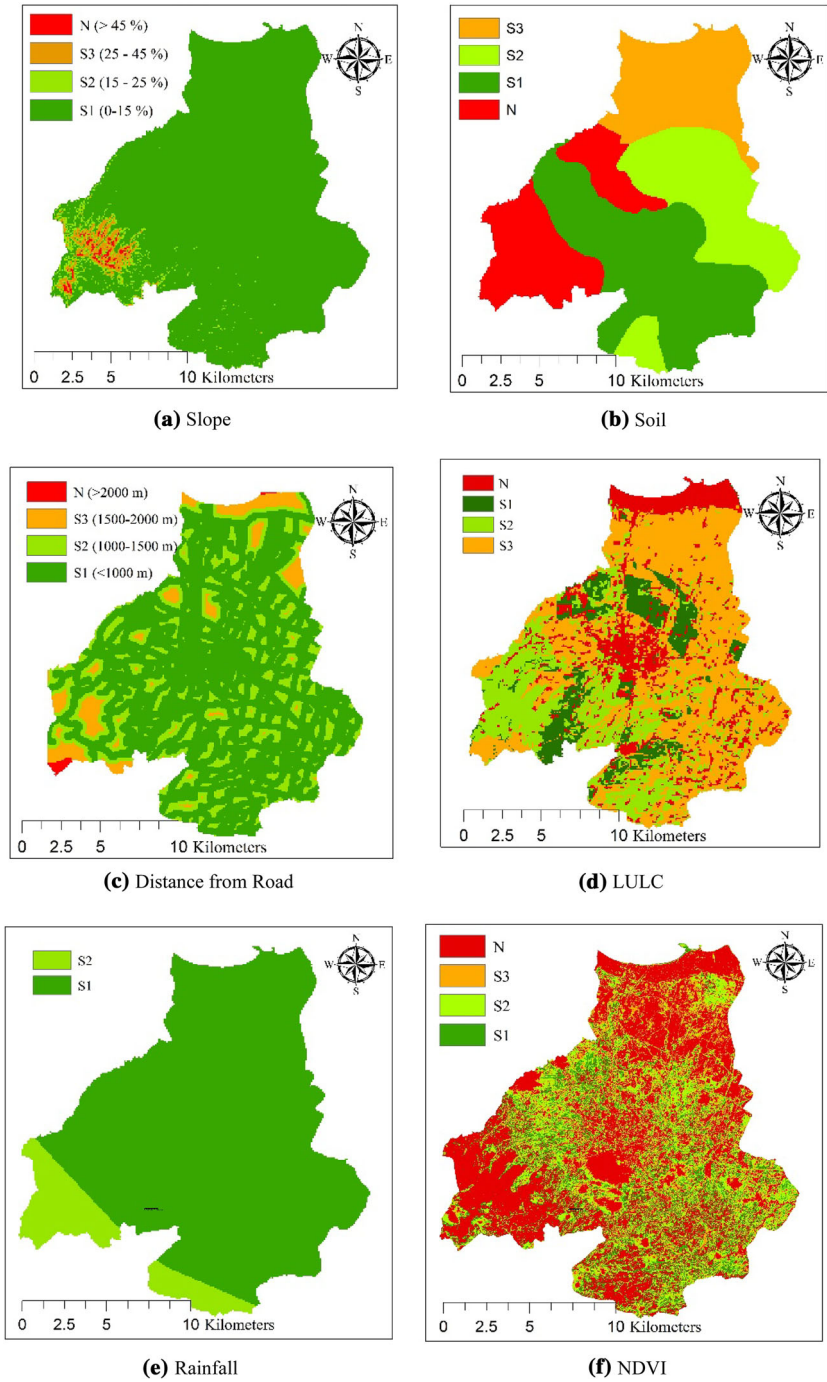 N (> 45 %)
S3 (25 - 45 %)
S2 (15 - 25 %)
S1 (0-15 %)
N
W E
S
0 2.5 5 10 Kilometers
(a) Slope
S3
S2
S1
N
N
W E
S
0 2.5 5 10 Kilometers
(b) Soil
N (>2000 m)
S3 (1500-2000 m)
S2 (1000-1500 m)
S1 (<1000 m)
N
W E
S
0 2.5 5 10 Kilometers
(c) Distance from Road
N
S1
S2
S3
N
W E
S
0 2.5 5 10 Kilometers
(d) LULC
S2
S1
N
W E
S
0 2.5 5 10 Kilometers
(e) Rainfall
N
S3
S2
S1
N
W E
S
0 2.5 5 10 Kilometers
(f) NDVI